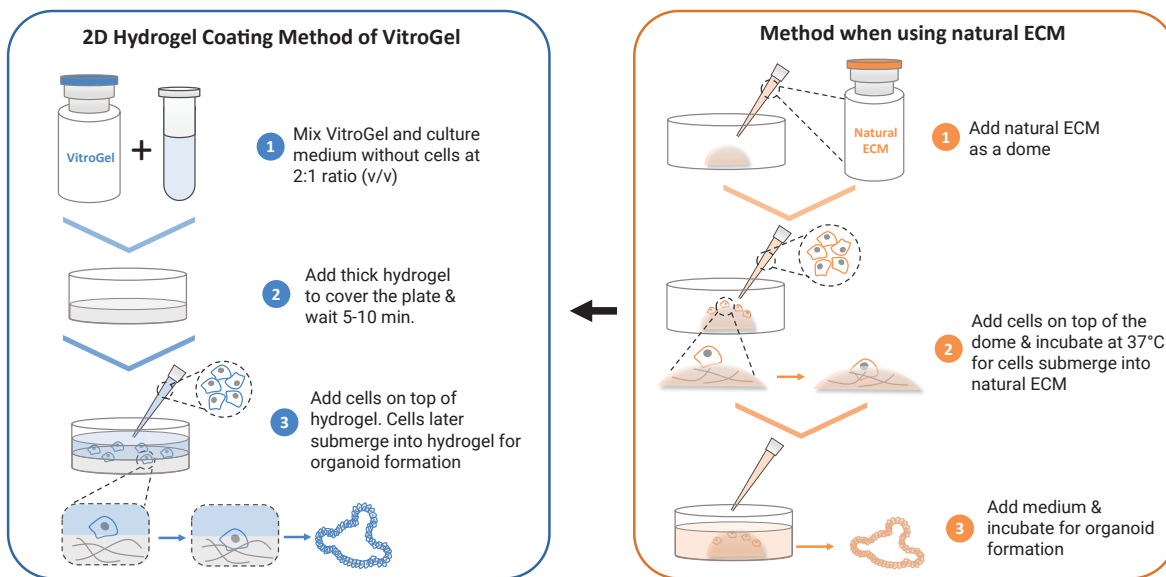 2D Hydrogel Coating Method of VitroGel
VitroGel
+
1
Mix VitroGel and culture
medium without cells at
2:1 ratio (v/v)
2
Add thick hydrogel
to cover the plate &
wait 5-10 min.
3
Add cells on top of
hydrogel. Cells later
submerge into hydrogel for
organoid formation
Method when using natural ECM
Natural
ECM
1
Add natural ECM
as a dome
2
Add cells on top of the
dome & incubate at 37°C
for cells submerge into
natural ECM
3
Add medium &
incubate for organoid
formation